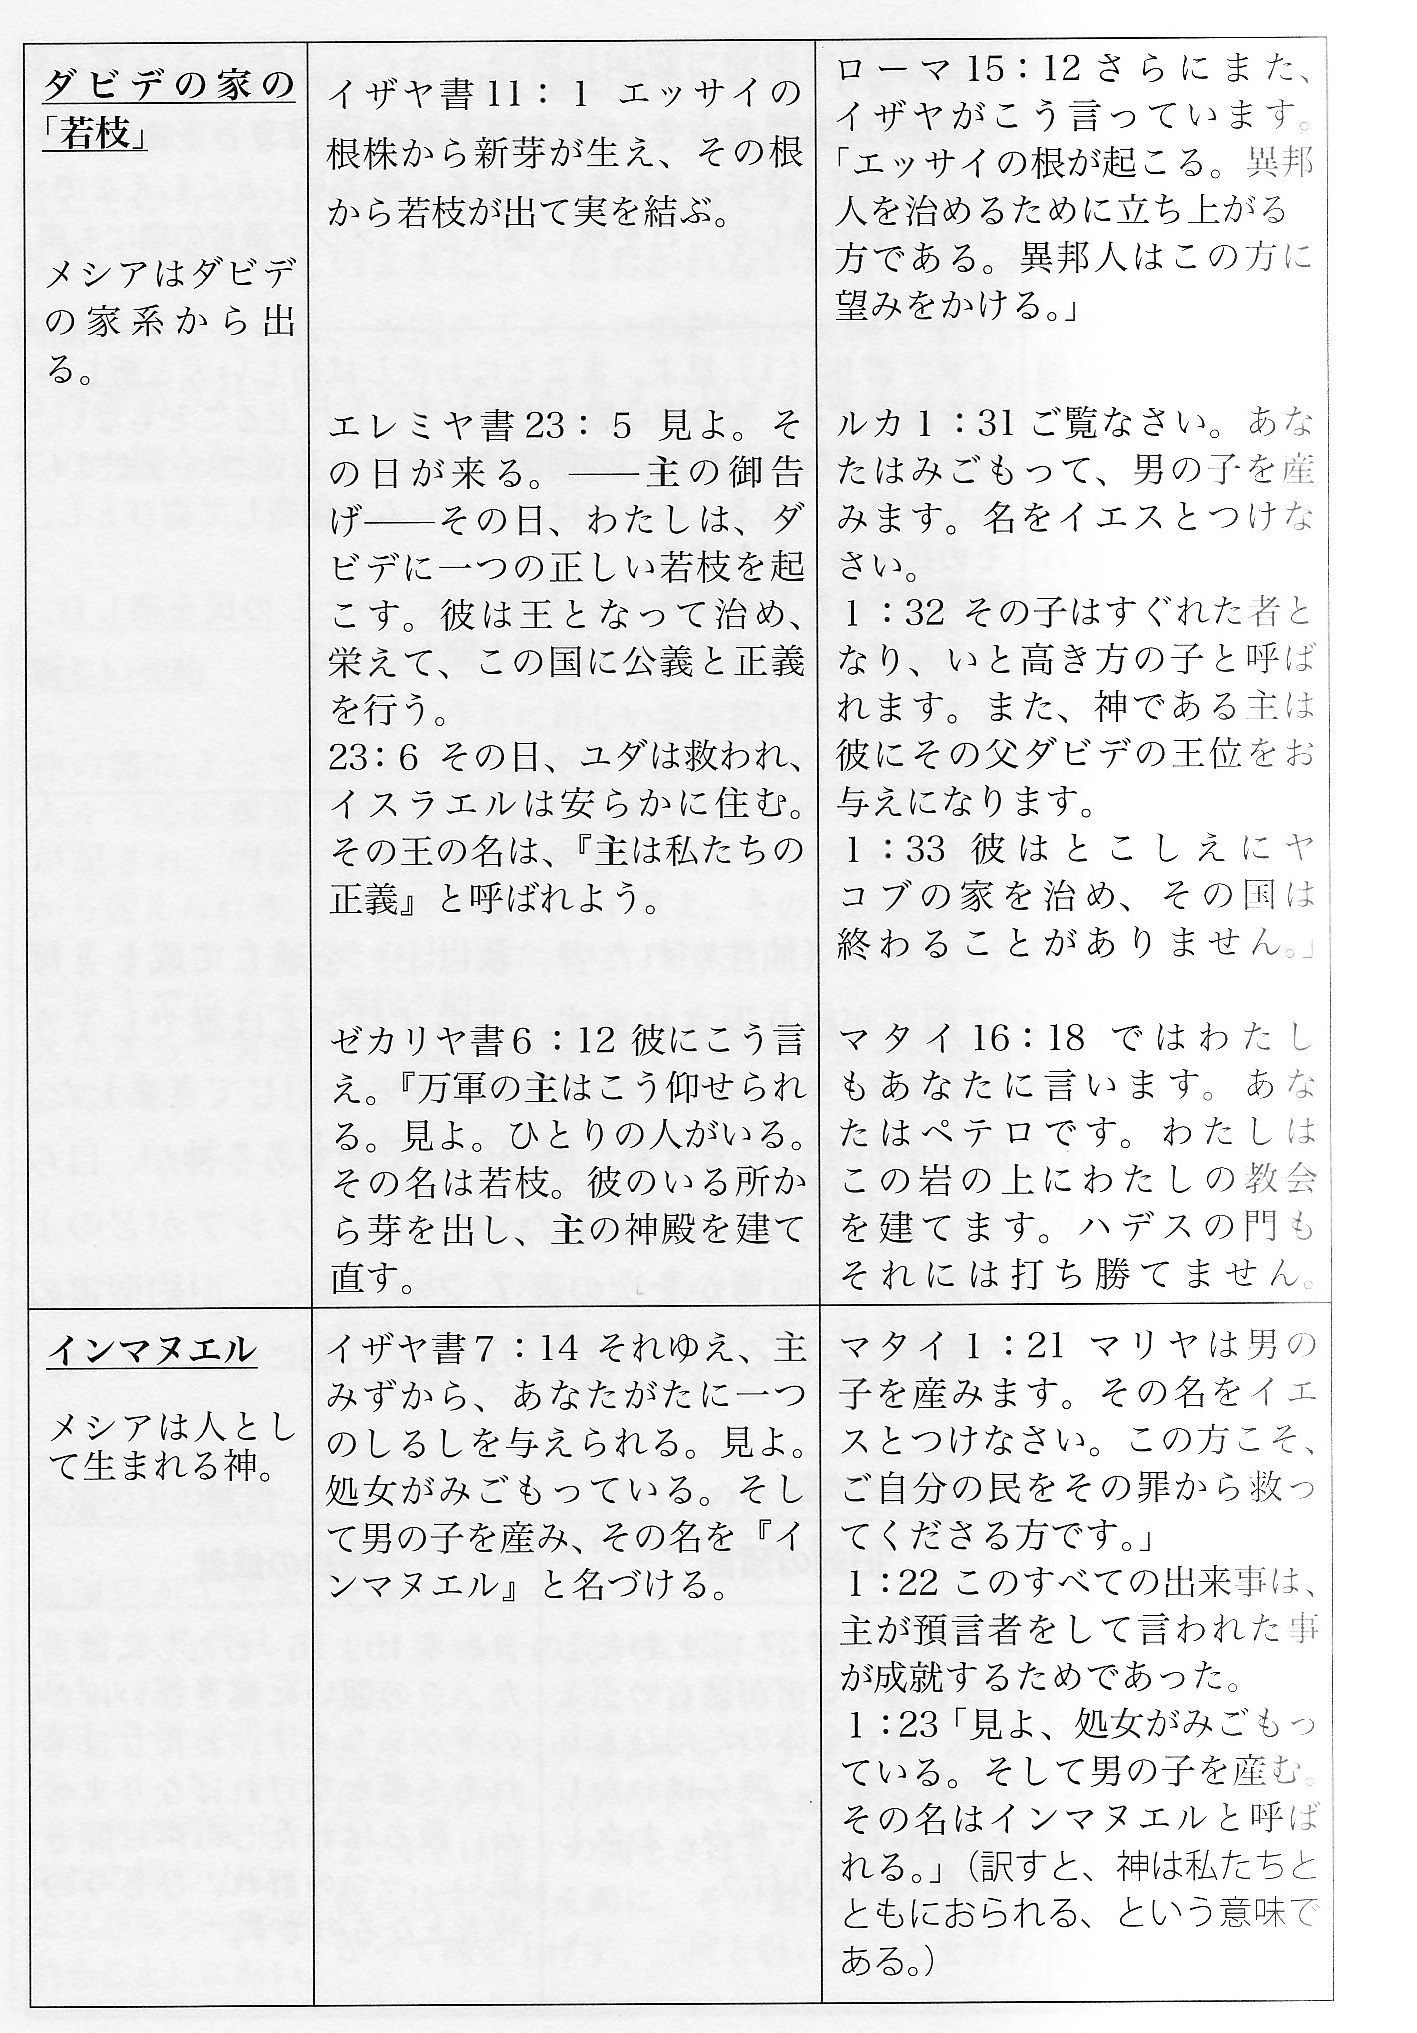 ダビデの家の
「若枝」
メシアはダビデ
の家系から出
る。
イザヤ書11：1 エッサイの
根株から新芽が生え、その根
から若枝が出て実を結ぶ。
エレミヤ書23：5 見よ。そ
の日が来る。――主の御告
げ――その日、わたしは、ダ
ビデに一つの正しい若枝を起
こす。彼は王となって治め、
栄えて、この国に公義と正義
を行う。
23：6 その日、ユダは救われ、
イスラエルは安らかに住む。
その王の名は、『主は私たちの
正義』と呼ばれよう。
ゼカリヤ書6：12 彼にこう言
え。『万軍の主はこう仰せられ
る。見よ。ひとりの人がいる。
その名は若枝。彼のいる所か
ら芽を出し、主の神殿を建て
直す。
ローマ15：12さらにまた、
イザヤがこう言っています。
「エッサイの根が起こる。異邦
人を治めるために立ち上がる
方である。異邦人はこの方に
望みをかける。」
ルカ1：31ご覧なさい。あな
たはみごもって、男の子を産
みます。名をイエスとつけな
さい。
1：32 その子はすぐれた者と
なり、いと高き方の子と呼ば
れます。また、神である主は
彼にその父ダビデの王位をお
与えになります。
1：33 彼はとこしえにヤ
コブの家を治め、その国は
終わることがありません。」
マタイ16：18 ではわたし
もあなたに言います。あな
たはペテロです。わたしは
この岩の上にわたしの教会
を建てます。ハデスの門も
それには打ち勝てません。
インマヌエル
メシアは人とし
て生まれる神。
イザヤ書7：14 それゆえ、主
みずから、あなたがたに一つ
のしるしを与えられる。見よ。
処女がみごもっている。そし
て男の子を産み、その名を『イ
ンマヌエル』と名づける。
マタイ1：21 マリヤは男の
子を産みます。その名をイエ
スとつけなさい。この方こそ、
ご自分の民をその罪から救っ
てくださる方です。」
1：22 このすべての出来事は、
主が預言者をして言われた事
が成就するためであった。
1：23「見よ、処女がみごもっ
ている。そして男の子を産む。
その名はインマヌエルと呼ば
れる。」（訳すと、神は私たちと
ともにおられる、という意味で
ある。）